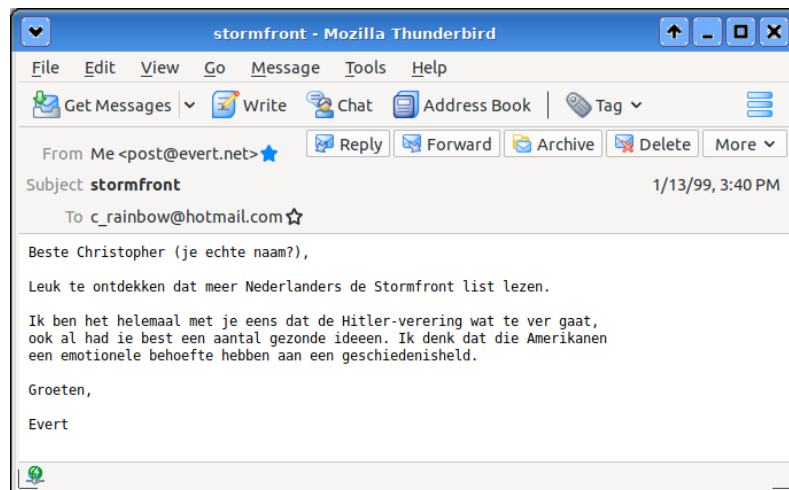 stormfront - Mozilla Thunderbird
File Edit View Go Message Tools Help
Get Messages Write Chat Address Book Tag
From Me <post@evert.net> Reply Forward Archive Delete More
Subject stormfront 1/13/99, 3:40 PM
To c_rainbow@hotmail.com
Beste Christopher (je echte naam?),
Leuk te ontdekken dat meer Nederlanders de Stormfront list lezen.
Ik ben het helemaal met je eens dat de Hitler-verering wat te ver gaat,
ook al had ie best een aantal gezonde ideeen. Ik denk dat die Amerikanen
een emotionele behoefte hebben aan een geschiedenisheld.
Groeten,
Evert